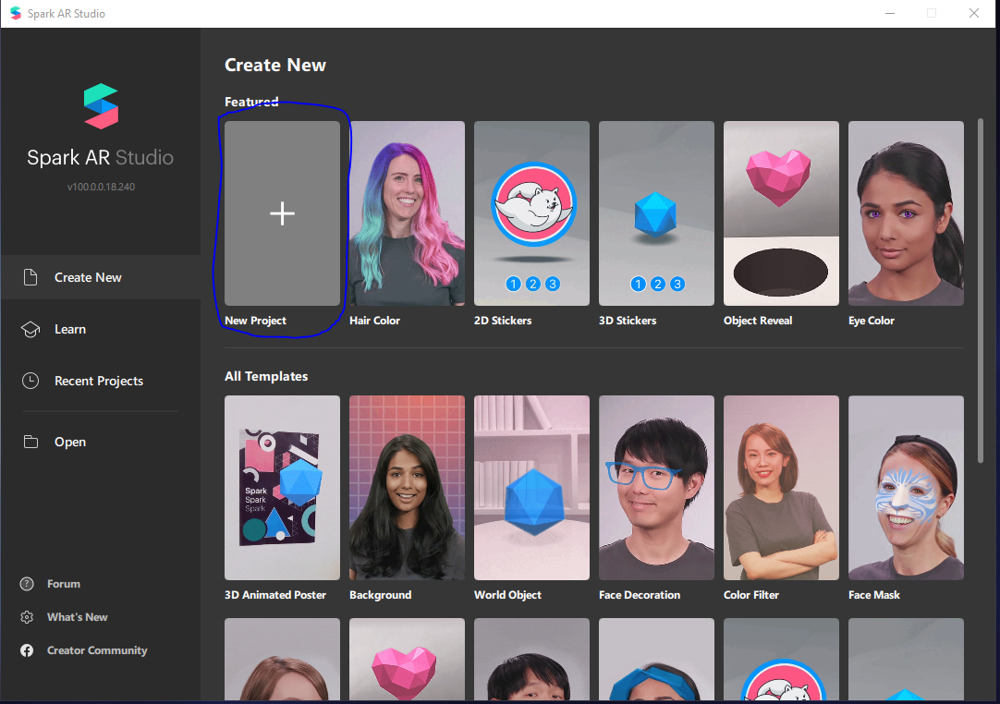 Spark AR Studio
Spark AR Studio
v100.0.0.18.240
Create New
Learn
Recent Projects
Open
Forum
What's New
Creator Community
Create New
Featured
New Project
Hair Color
1 2 3
2D Stickers
1 2 3
3D Stickers
Object Reveal
Eye Color
All Templates
Spark
Spark
Spark
3D Animated Poster
Background
World Object
Face Decoration
Color Filter
Face Mask